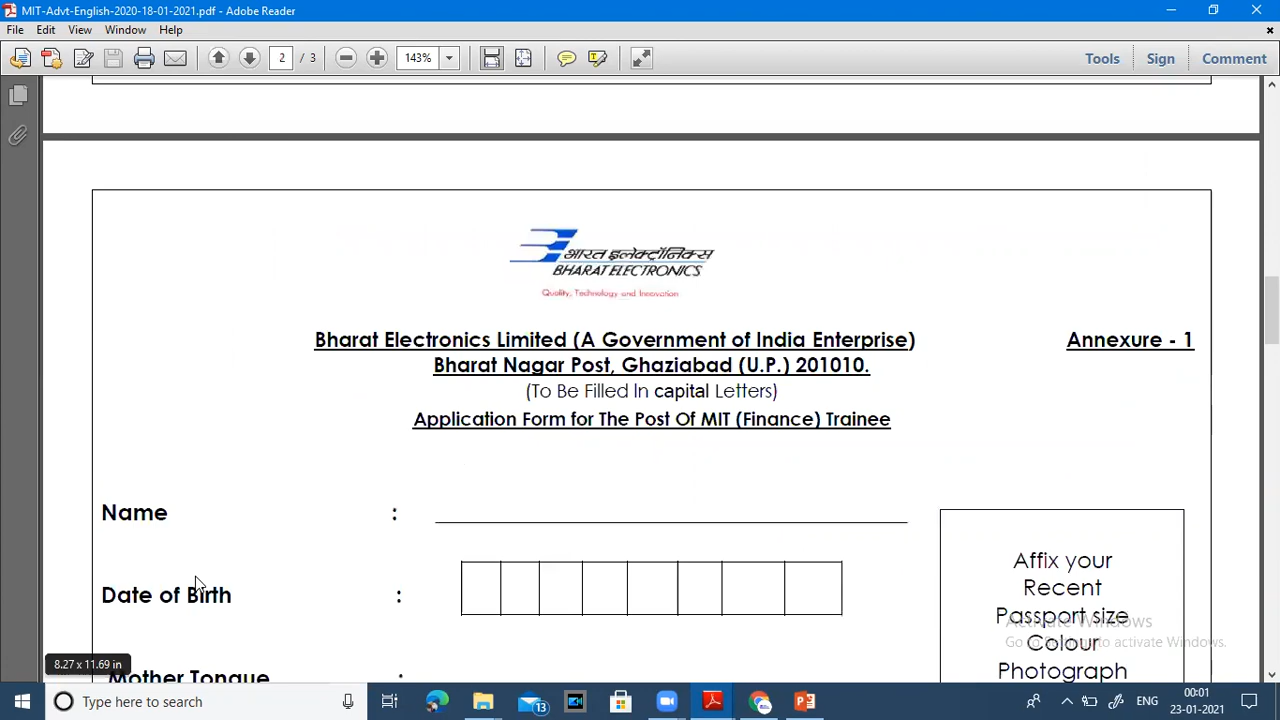 MIT-Advt-English-2020-18-01-2021.pdf - Adobe Reader
File Edit View Window Help
2 / 3 143% Tools Sign Comment
भारत इलेक्ट्रॉनिक्स
BHARAT ELECTRONICS
Quality, Technology and Innovation
Bharat Electronics Limited (A Government of India Enterprise) Annexure - 1
Bharat Nagar Post, Ghaziabad (U.P.) 201010.
(To Be Filled In capital Letters)
Application Form for The Post Of MIT (Finance) Trainee
Name :
Date of Birth :
Affix your
Recent
Passport size
Colour
Photograph
Activate Windows
Go to Settings to activate Windows.
8.27 x 11.69 in
Mother Tongue :
Type here to search
13
ENG
00:01
23-01-2021